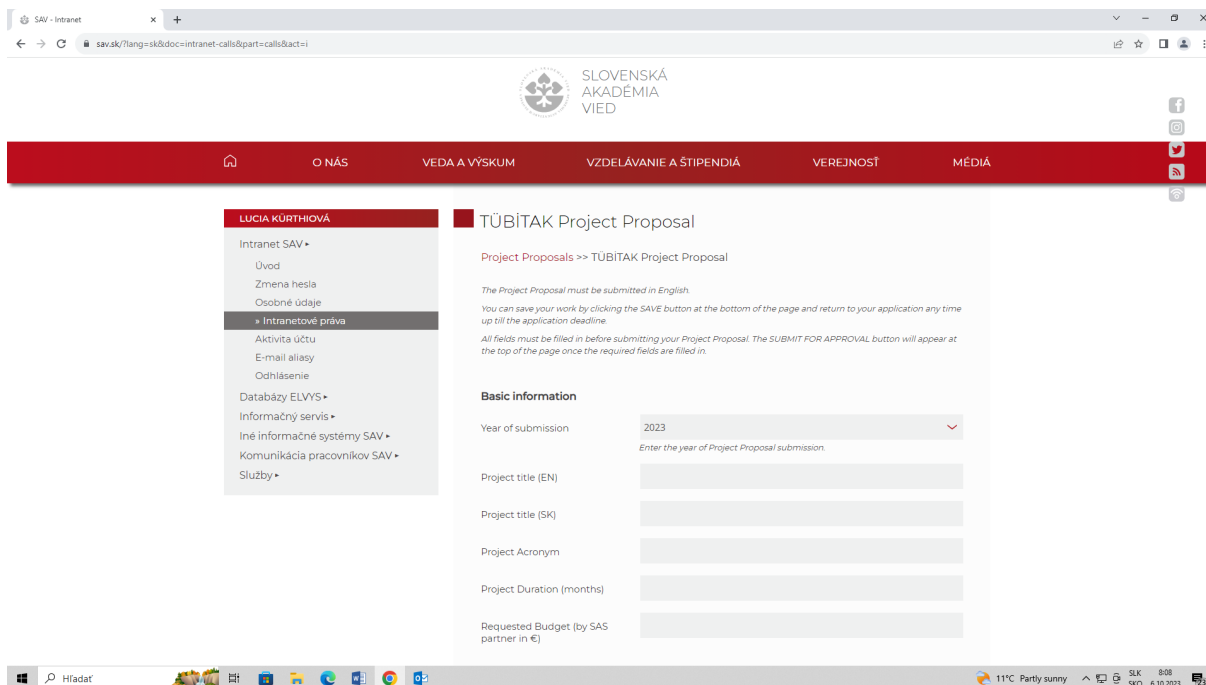 SAV - Intranet
sav.sk/?lang=sk&doc=intranet-calls&part=calls&act=i
SLOVENSKÁ
AKADÉMIA
VIED
O NÁS VEDA A VÝSKUM VZDELÁVANIE A ŠTIPENDIÁ VEREJNOSŤ MÉDIÁ
LUCIA KÜRTHIOVÁ
Intranet SAV
Úvod
Zmena hesla
Osobné údaje
» Intranetové práva
Aktivita účtu
E-mail aliasy
Odhlásenie
Databázy ELVYS
Informačný servis
Iné informačné systémy SAV
Komunikácia pracovníkov SAV
Služby
TÜBİTAK Project Proposal
Project Proposals >> TÜBİTAK Project Proposal
The Project Proposal must be submitted in English.
You can save your work by clicking the SAVE button at the bottom of the page and return to your application any time
up till the application deadline.
All fields must be filled in before submitting your Project Proposal. The SUBMIT FOR APPROVAL button will appear at
the top of the page once the required fields are filled in.
Basic information
Year of submission 2023
Enter the year of Project Proposal submission.
Project title (EN)
Project title (SK)
Project Acronym
Project Duration (months)
Requested Budget (by SAS
partner in €)
Hľadať
11°C Partly sunny
SLK 8:08
SKQ 6.10.2023